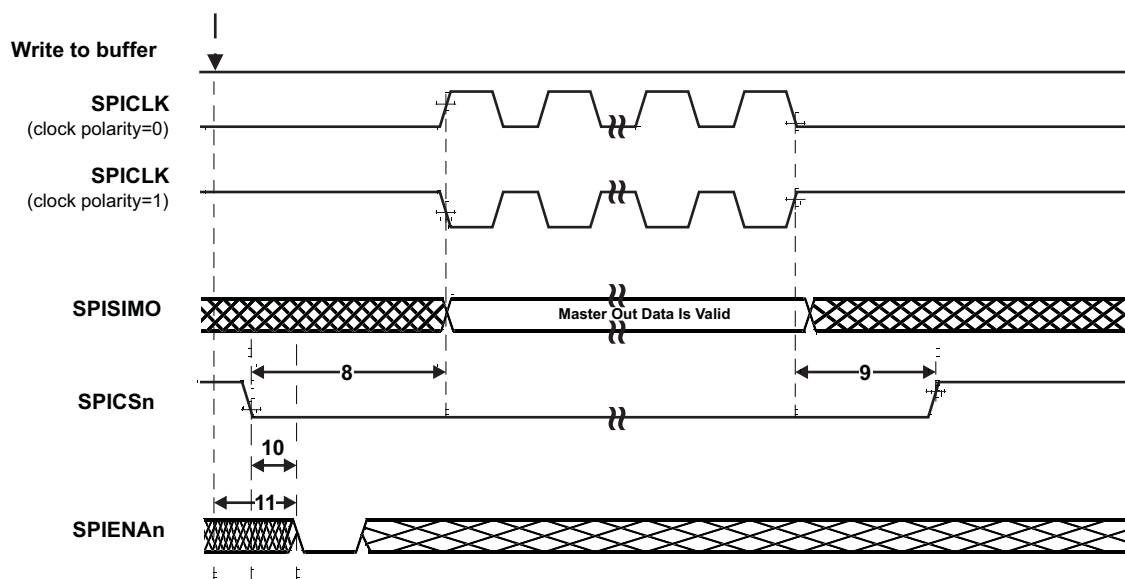 Write to buffer
SPICLK
(clock polarity=0)
SPICLK
(clock polarity=1)
SPISIMO
Master Out Data Is Valid
8
9
SPICSn
10
11
SPIENAn